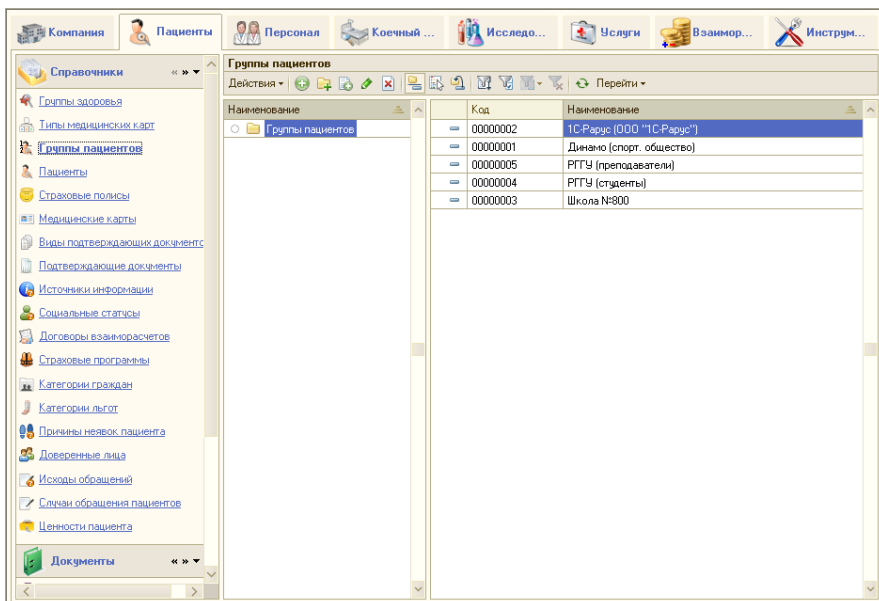 Компания
Пациенты
Персонал
Коечный ...
Исследо...
Услуги
Взаимор...
Инструм...
Справочники
Группы здоровья
Типы медицинских карт
Группы пациентов
Пациенты
Страховые полисы
Медицинские карты
Виды подтверждающих документо
Подтверждающие документы
Источники информации
Социальные статусы
Договоры взаиморасчетов
Страховые программы
Категории граждан
Категории льгот
Причины неявок пациента
Доверенные лица
Исходы обращений
Случаи обращения пациентов
Ценности пациента
Документы
Группы пациентов
Действия
Перейти
Наименование
Группы пациентов
Код Наименование
00000002 1С-Рарус (ООО "1С-Рарус")
00000001 Динамо (спорт. общество)
00000005 РГГУ (преподаватели)
00000004 РГГУ (студенты)
00000003 Школа №800